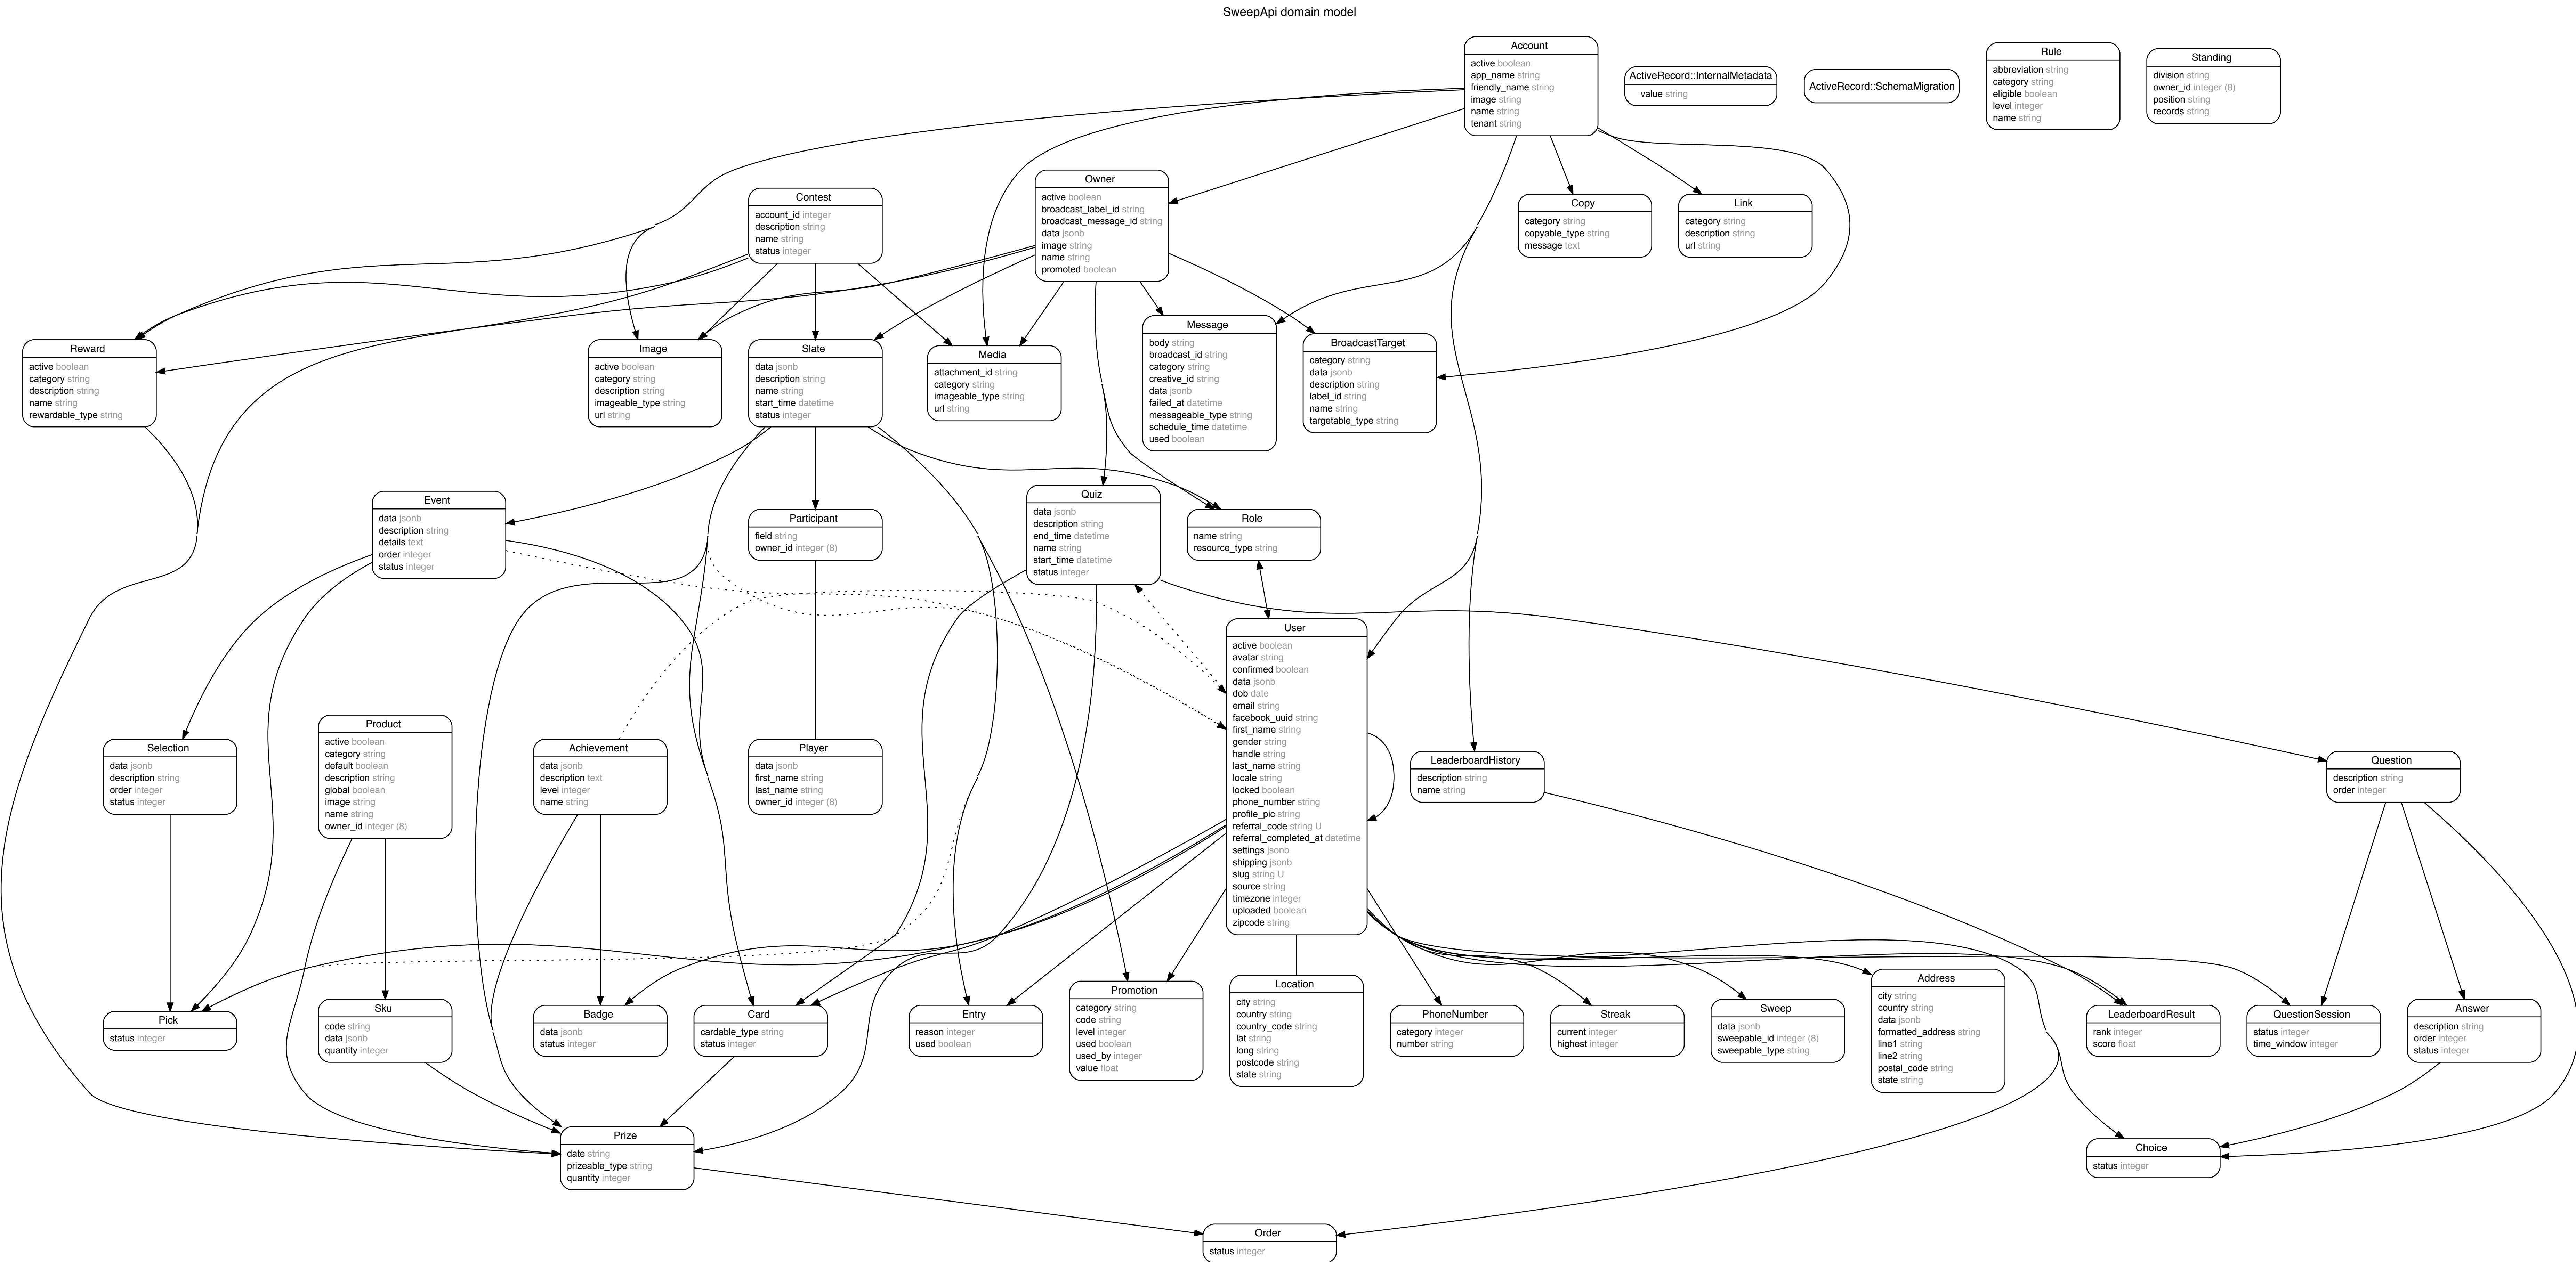 SweepApi domain model
Account
active boolean
app_name string
friendly_name string
image string
name string
tenant string
ActiveRecord::InternalMetadata
value string
ActiveRecord::SchemaMigration
Rule
abbreviation string
category string
eligible boolean
level integer
name string
Standing
division string
owner_id integer (8)
position string
records string
Contest
account_id integer
description string
name string
status integer
Owner
active boolean
broadcast_label_id string
broadcast_message_id string
data jsonb
image string
name string
promoted boolean
Copy
category string
copyable_type string
message text
Link
category string
description string
url string
Reward
active boolean
category string
description string
name string
rewardable_type string
Image
active boolean
category string
description string
imageable_type string
url string
Slate
data jsonb
description string
name string
start_time datetime
status integer
Media
attachment_id string
category string
imageable_type string
url string
Message
body string
broadcast_id string
category string
creative_id string
data jsonb
failed_at datetime
messageable_type string
schedule_time datetime
used boolean
BroadcastTarget
category string
data jsonb
description string
label_id string
name string
targetable_type string
Event
data jsonb
description string
details text
order integer
status integer
Participant
field string
owner_id integer (8)
Quiz
data jsonb
description string
end_time datetime
name string
start_time datetime
status integer
Role
name string
resource_type string
User
active boolean
avatar string
confirmed boolean
data jsonb
dob date
email string
facebook_uuid string
first_name string
gender string
handle string
last_name string
locale string
locked boolean
phone_number string
profile_pic string
referral_code string U
referral_completed_at datetime
settings jsonb
shipping jsonb
slug string U
source string
timezone integer
uploaded boolean
zipcode string
Selection
data jsonb
description string
order integer
status integer
Product
active boolean
category string
default boolean
description string
global boolean
image string
name string
owner_id integer (8)
Achievement
data jsonb
description text
level integer
name string
Player
data jsonb
first_name string
last_name string
owner_id integer (8)
LeaderboardHistory
description string
name string
Question
description string
order integer
Pick
status integer
Sku
code string
data jsonb
quantity integer
Badge
data jsonb
status integer
Card
cardable_type string
status integer
Entry
reason integer
used boolean
Promotion
category string
code string
level integer
used boolean
used_by integer
value float
Location
city string
country string
country_code string
lat string
long string
postcode string
state string
PhoneNumber
category integer
number string
Streak
current integer
highest integer
Sweep
data jsonb
sweepable_id integer (8)
sweepable_type string
Address
city string
country string
data jsonb
formatted_address string
line1 string
line2 string
postal_code string
state string
LeaderboardResult
rank integer
score float
QuestionSession
status integer
time_window integer
Answer
description string
order integer
status integer
Prize
date string
prizeable_type string
quantity integer
Choice
status integer
Order
status integer